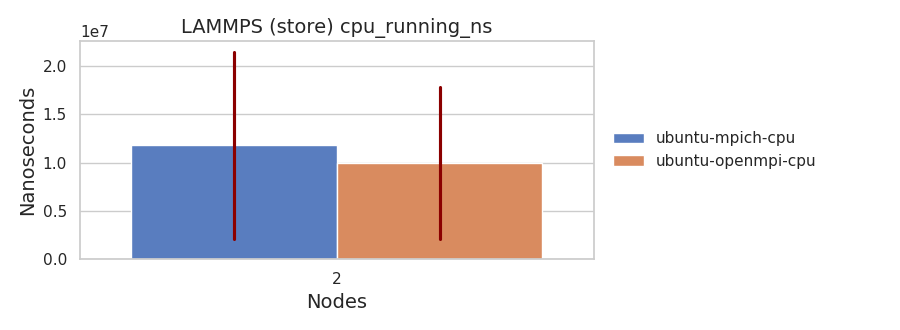 LAMMPS (store) cpu_running_ns
1e7
2.0
1.5
1.0
0.5
0.0
Nanoseconds
2
Nodes
ubuntu-mpich-cpu
ubuntu-openmpi-cpu